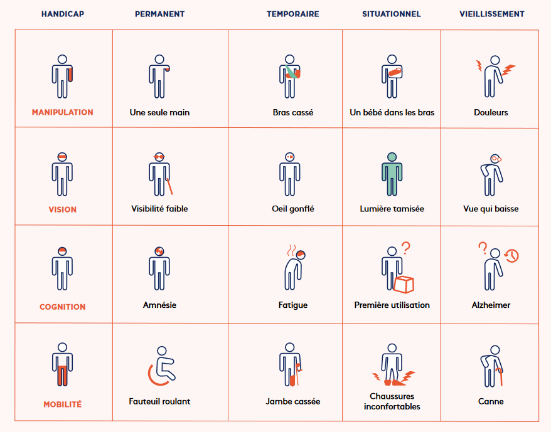 HANDICAP PERMANENT TEMPORAIRE SITUATIONNEL VIEILLISSEMENT
MANIPULATION Une seule main Bras cassé Un bébé dans les bras Douleurs
VISION Visibilité faible Oeil gonflé Lumière tamisée Vue qui baisse
? ?
COGNITION Amnésie Fatigue Première utilisation Alzheimer
MOBILITÉ Fauteuil roulant Jambe cassée Chaussures
inconfortables Canne